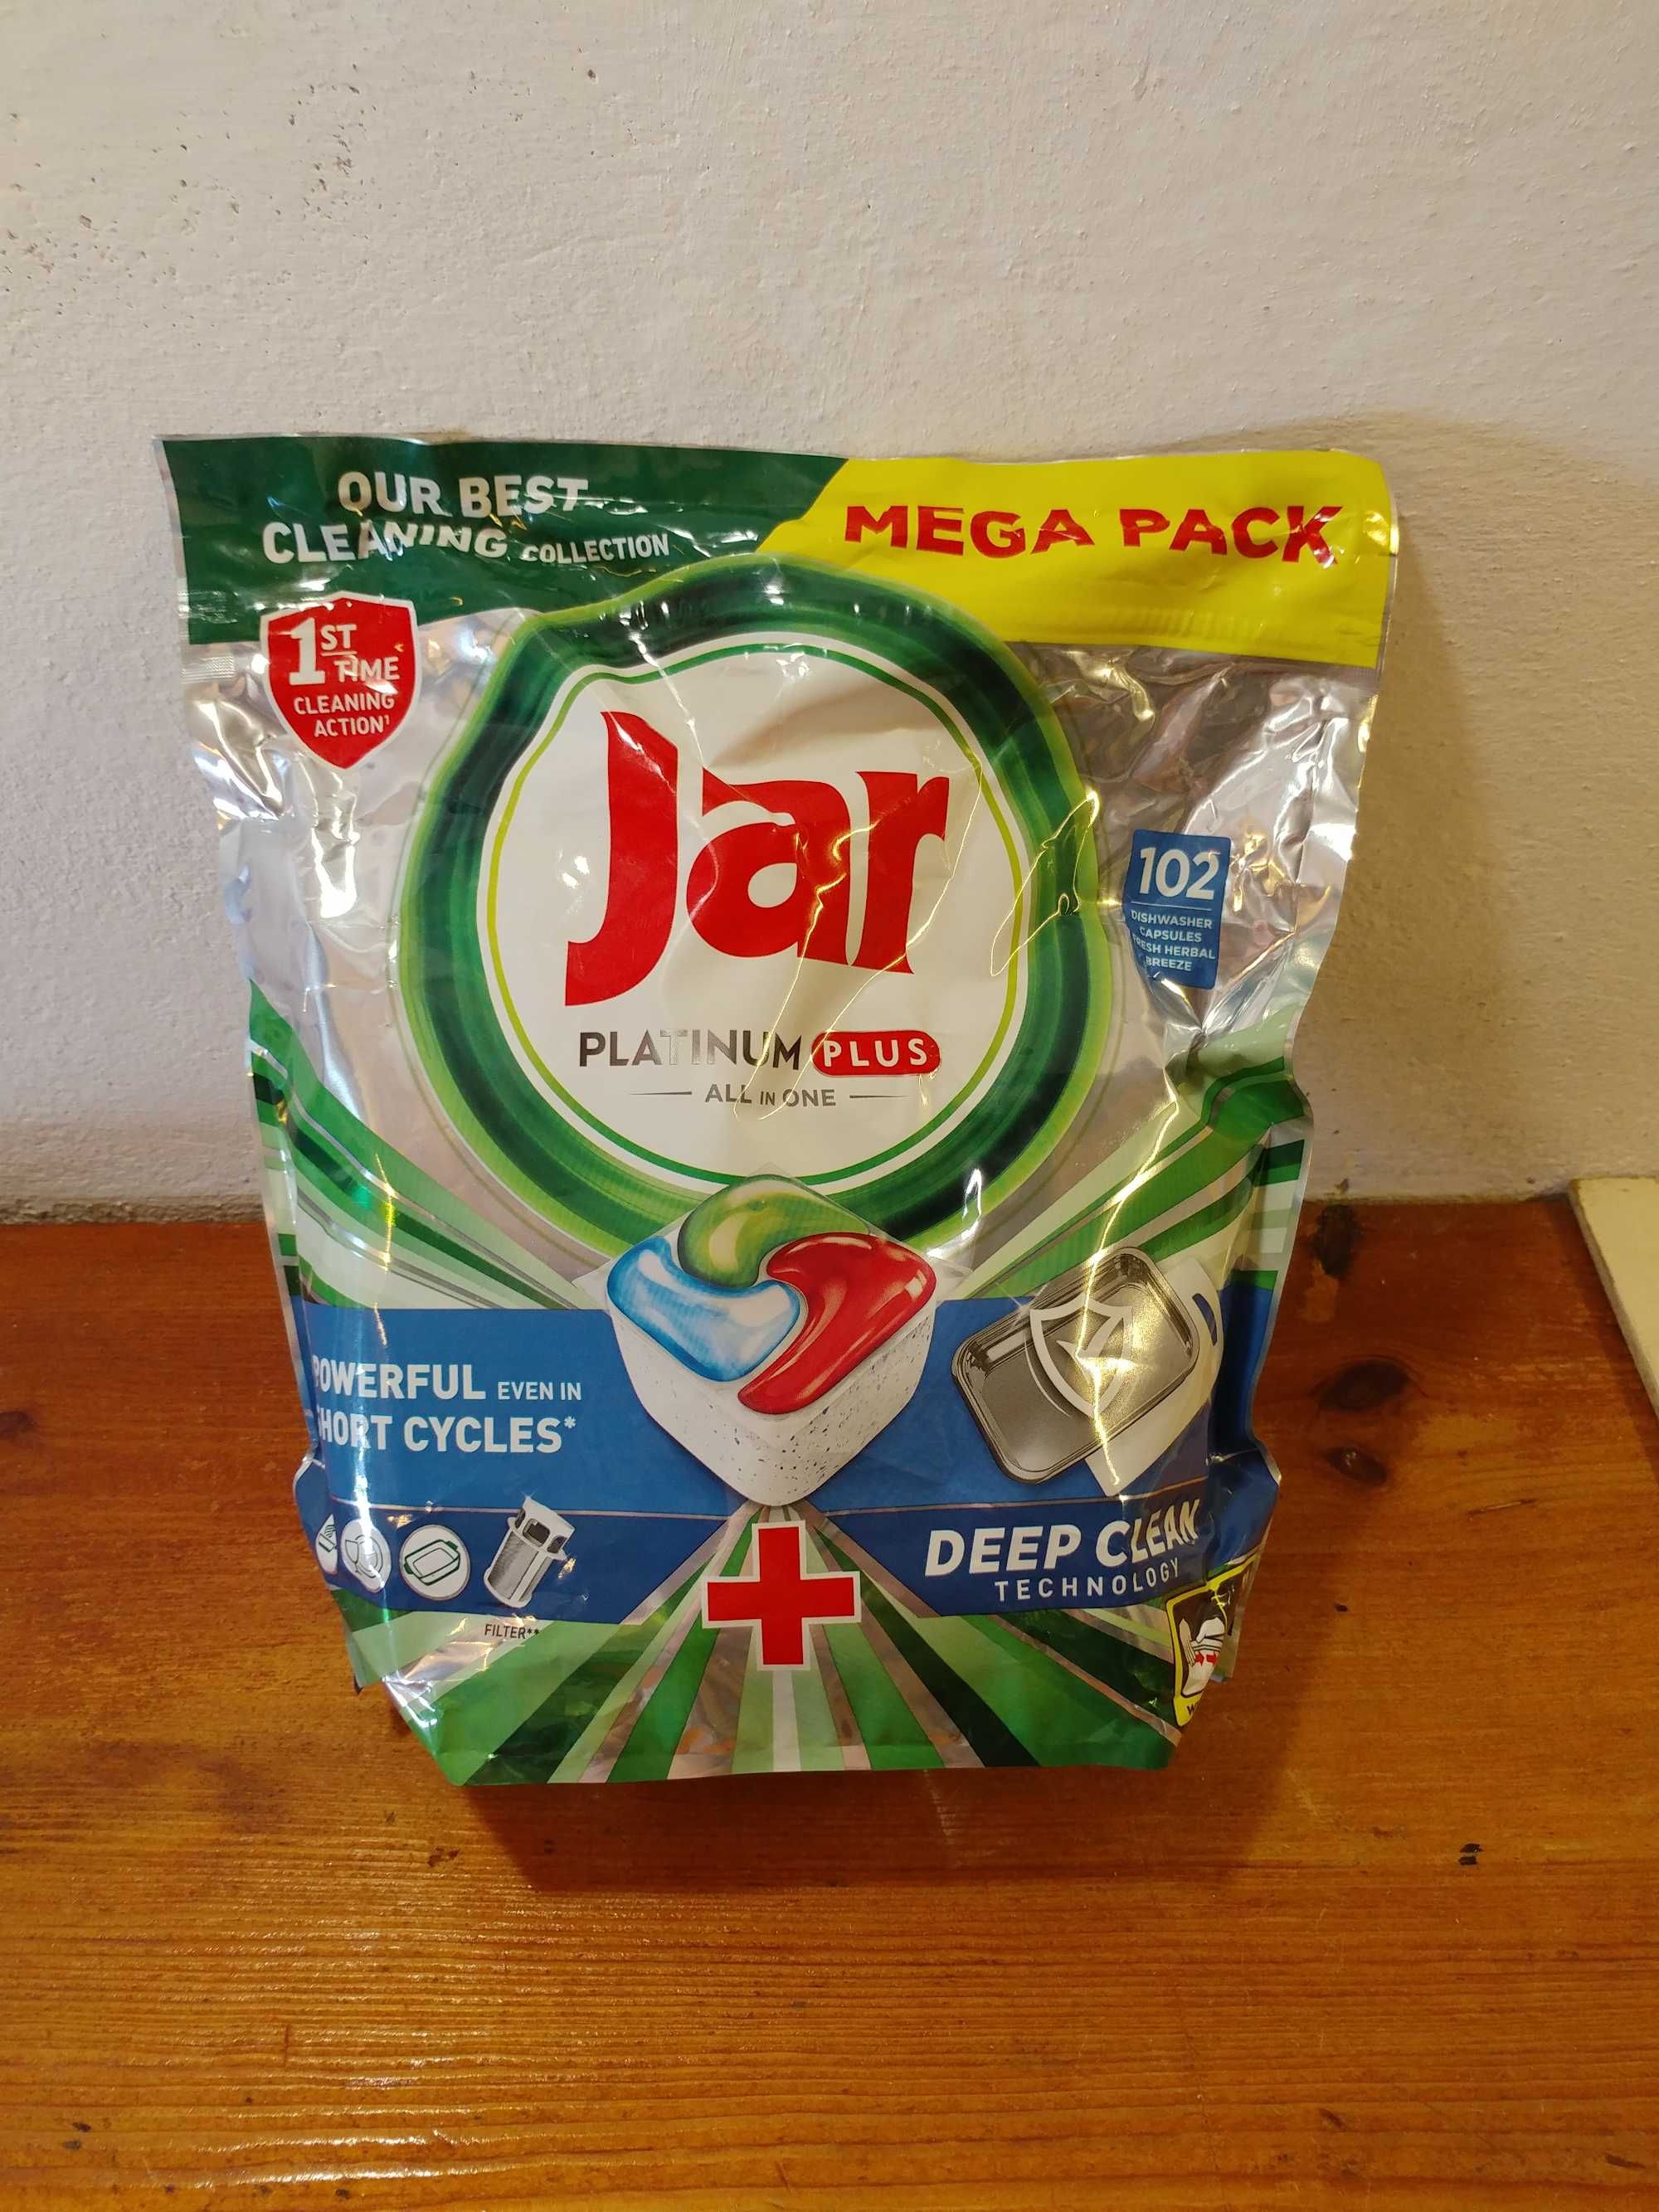 OUR BEST
CLEANING COLLECTION
MEGA PACK
1ST
TIME
CLEANING
ACTION¹
Jar
PLATINUM PLUS
ALL IN ONE
102
DISHWASHER
CAPSULES
FRESH HERBAL
BREEZE
POWERFUL EVEN IN
SHORT CYCLES*
FILTER**
DEEP CLEAN
TECHNOLOGY